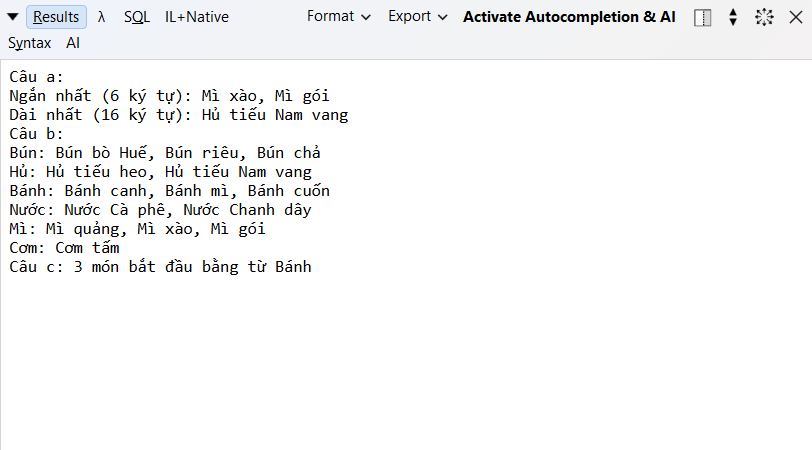 Results λ SQL IL+Native Format Export Activate Autocompletion & AI
Syntax AI
Câu a:
Ngắn nhất (6 ký tự): Mì xào, Mì gói
Dài nhất (16 ký tự): Hủ tiếu Nam vang
Câu b:
Bún: Bún bò Huế, Bún riêu, Bún chả
Hủ: Hủ tiếu heo, Hủ tiếu Nam vang
Bánh: Bánh canh, Bánh mì, Bánh cuốn
Nước: Nước Cà phê, Nước Chanh dây
Mì: Mì quảng, Mì xào, Mì gói
Cơm: Cơm tấm
Câu c: 3 món bắt đầu bằng từ Bánh